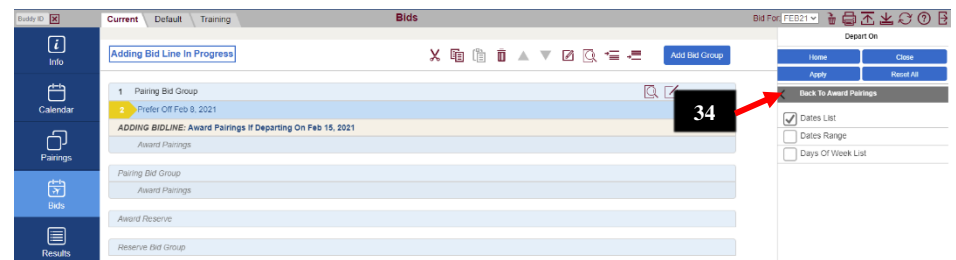 Buddy ID
Current Default Training
Bids
Bid For: FEB21
Depart On
Info
Adding Bid Line In Progress
Add Bid Group
Home Close
Apply Reset All
1 Pairing Bid Group
Back To Award Pairings
Calendar
2 Prefer Off Feb 8, 2021
34
Dates List
ADDING BIDLINE: Award Pairings If Departing On Feb 15, 2021
Dates Range
Award Pairings
Days Of Week List
Pairings
Pairing Bid Group
Award Pairings
Bids
Award Reserve
Reserve Bid Group
Results